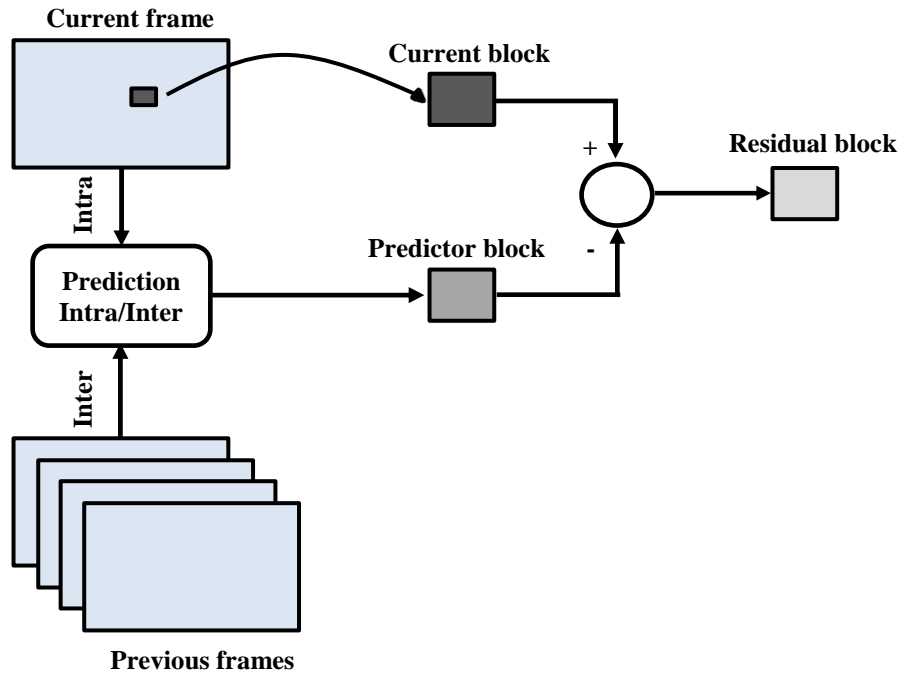 Current frame
Current block
+
Residual block
Intra
Predictor block
-
Prediction
Intra/Inter
Inter
Previous frames